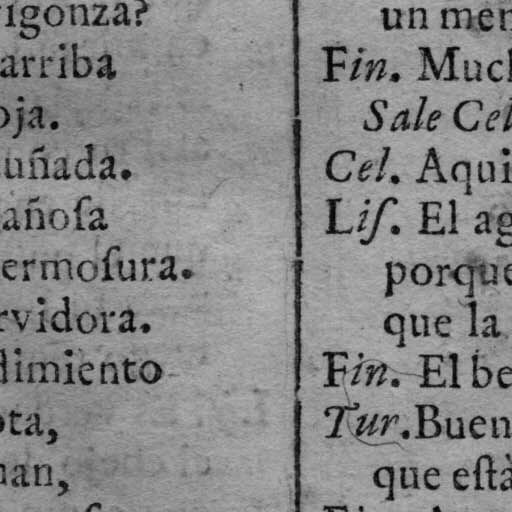 rigonza?
arriba
oja.
uñada.
añoſa
ermoſura.
rvidora.
dimiento
ota,
nan,
un men
Fin. Much
Sale Cel
Cel. Aqui
Liſ. El ag
porque
que la
Fin. El be
Tur. Buen
que eſtà